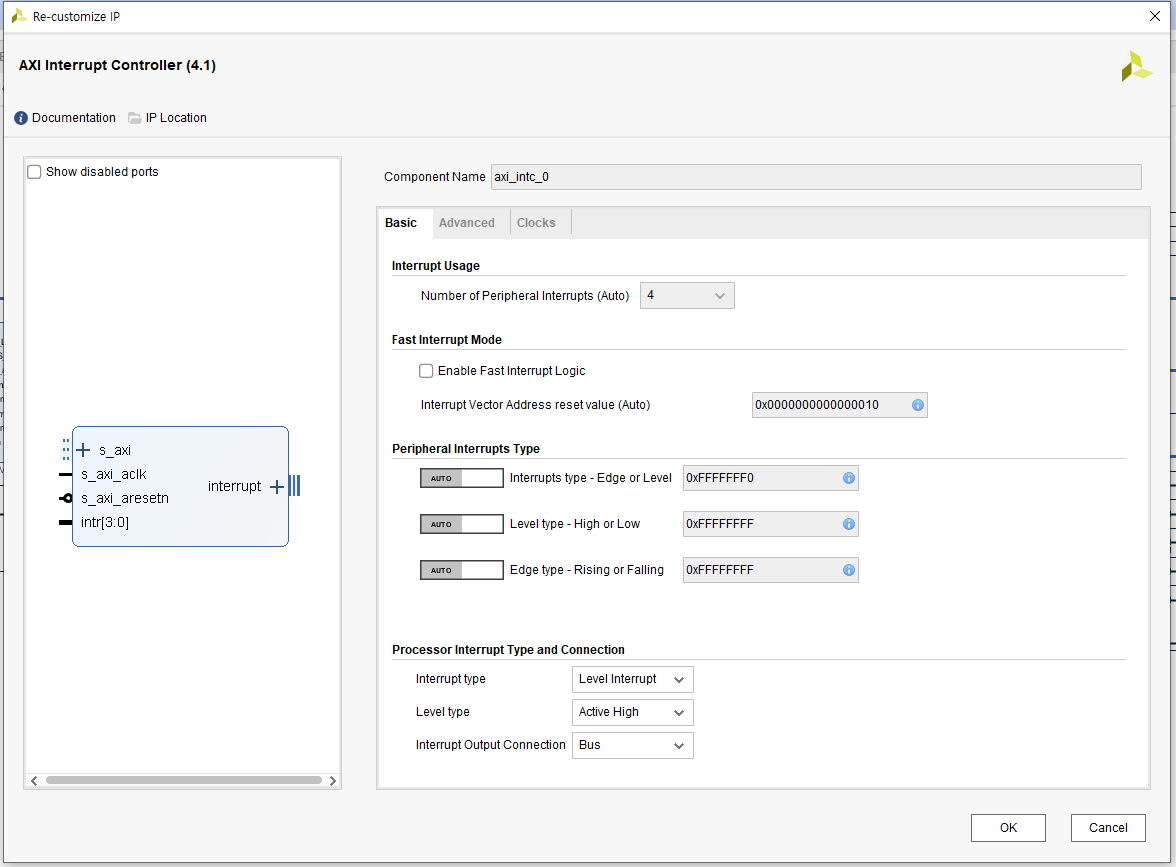 Re-customize IP
AXI Interrupt Controller (4.1)
Documentation IP Location
Show disabled ports
s_axi
s_axi_aclk
s_axi_aresetn
intr[3:0]
interrupt
Component Name axi_intc_0
Basic Advanced Clocks
Interrupt Usage
Number of Peripheral Interrupts (Auto) 4
Fast Interrupt Mode
Enable Fast Interrupt Logic
Interrupt Vector Address reset value (Auto) 0x0000000000000010
Peripheral Interrupts Type
AUTO Interrupts type - Edge or Level 0xFFFFFFF0
AUTO Level type - High or Low 0xFFFFFFFF
AUTO Edge type - Rising or Falling 0xFFFFFFFF
Processor Interrupt Type and Connection
Interrupt type Level Interrupt
Level type Active High
Interrupt Output Connection Bus
OK Cancel